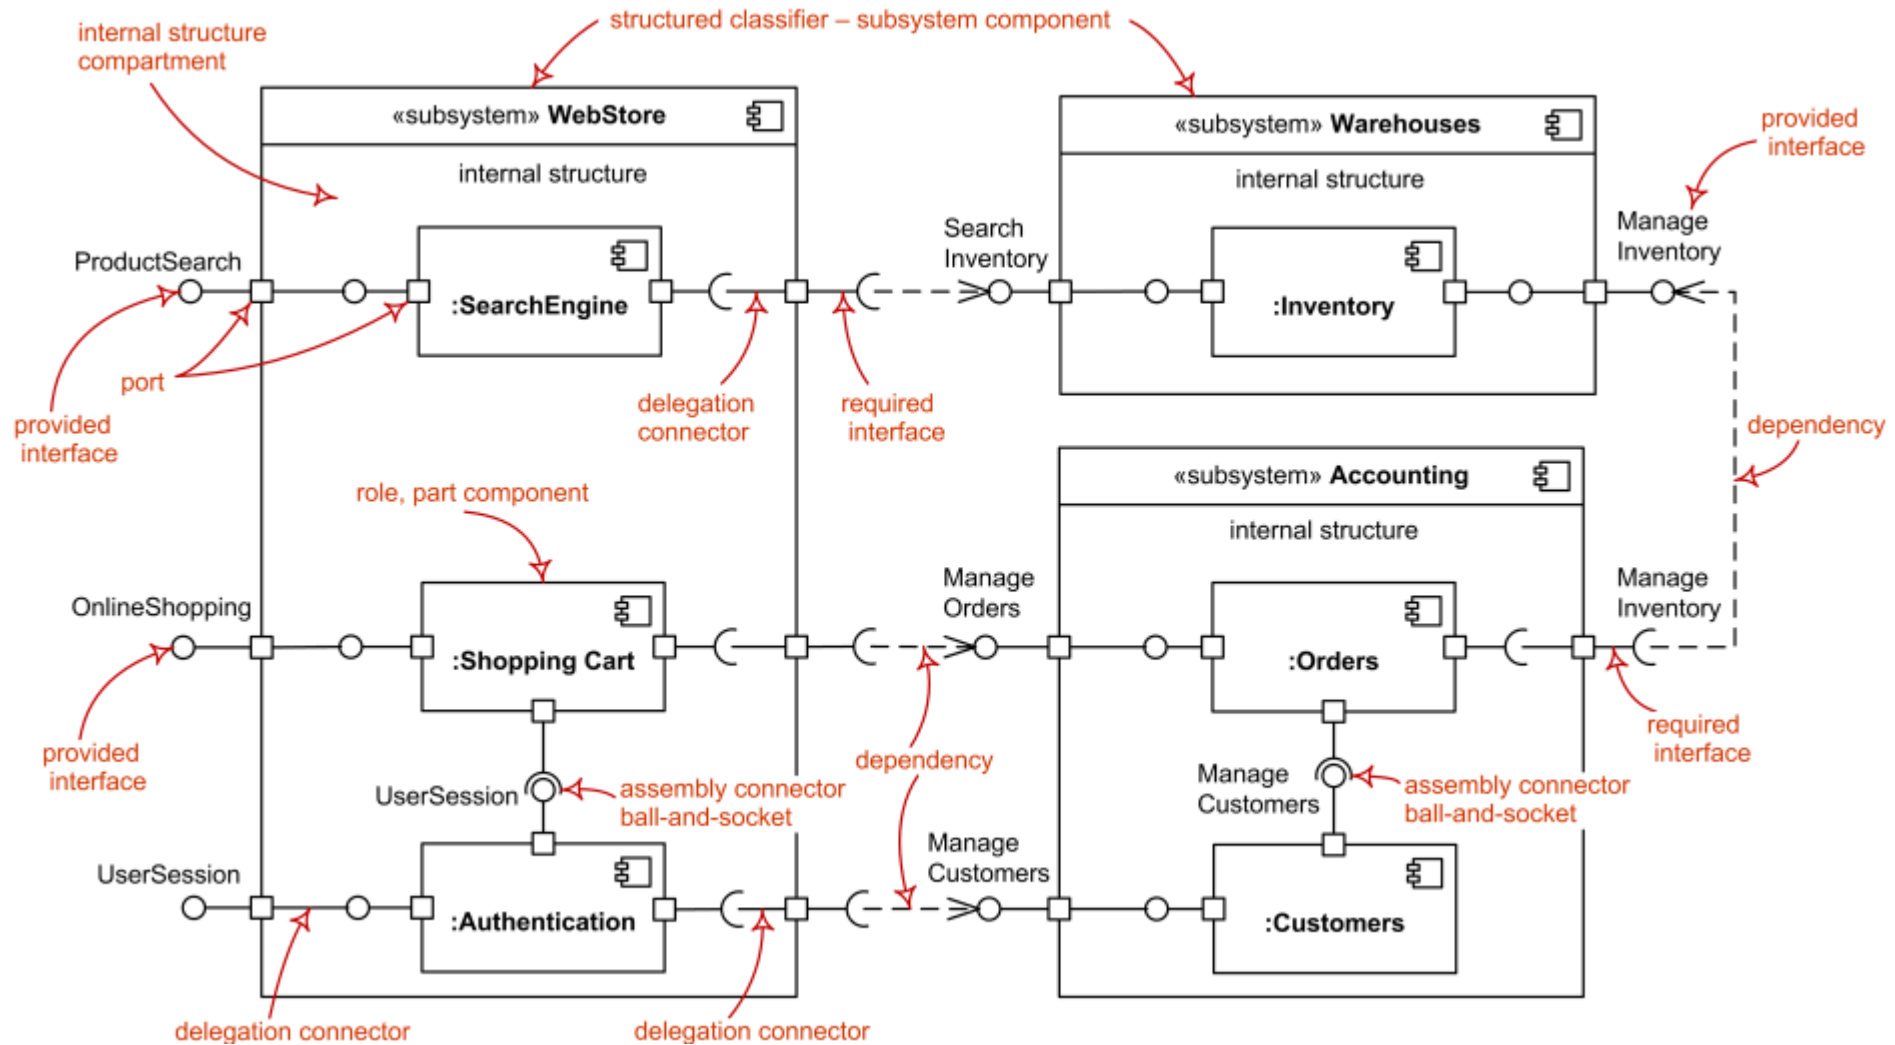 structured classifier – subsystem component
internal structure
compartment
«subsystem» WebStore
internal structure
«subsystem» Warehouses
internal structure
provided
interface
ProductSearch
:SearchEngine
Search
Inventory
:Inventory
Manage
Inventory
port
provided
interface
delegation
connector
required
interface
dependency
role, part component
«subsystem» Accounting
internal structure
OnlineShopping
:Shopping Cart
Manage
Orders
:Orders
Manage
Inventory
provided
interface
dependency
required
interface
UserSession
assembly connector
ball-and-socket
Manage
Customers
assembly connector
ball-and-socket
UserSession
:Authentication
Manage
Customers
:Customers
delegation connector
delegation connector